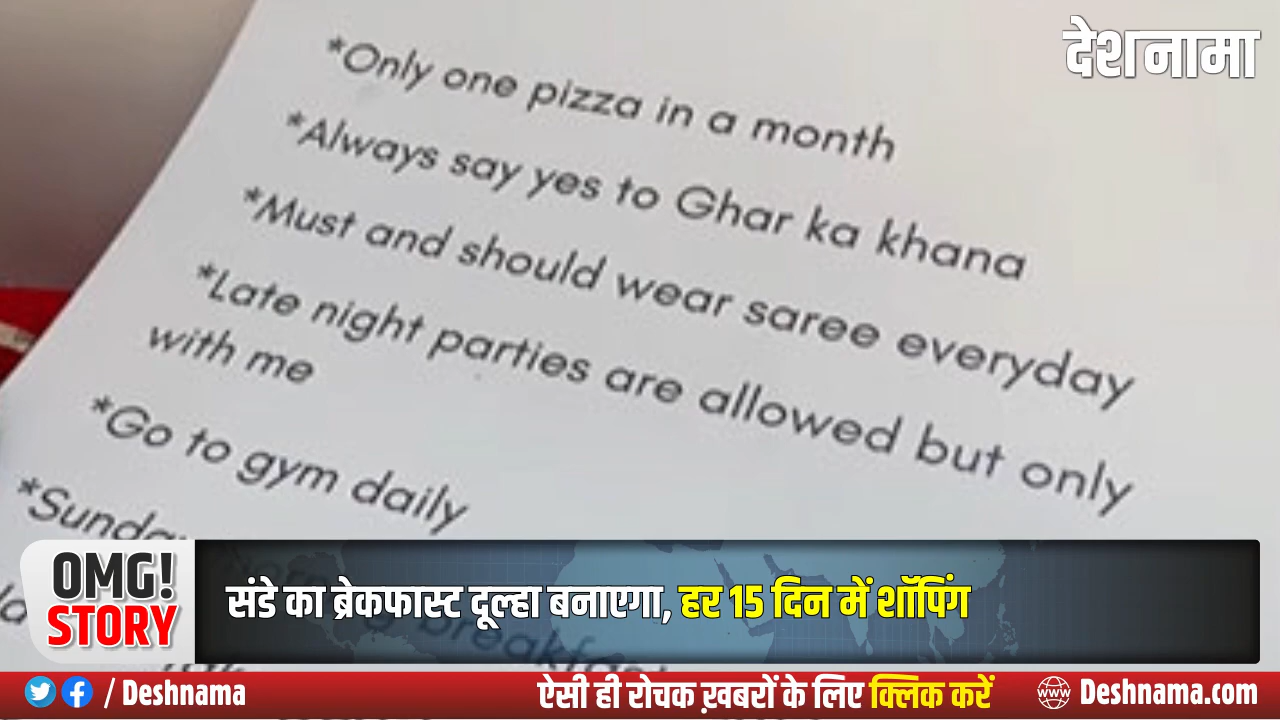 देशनामा
*Only one pizza in a month
*Always say yes to Ghar ka khana
*Must and should wear saree everyday
*Late night parties are allowed but only
with me
*Go to gym daily
*Sunday
breakfast
OMG!
STORY
संडे का ब्रेकफास्ट दूल्हा बनाएगा, हर 15 दिन में शॉपिंग
/ Deshnama
ऐसी ही रोचक ख़बरों के लिए क्लिक करें
Deshnama.com